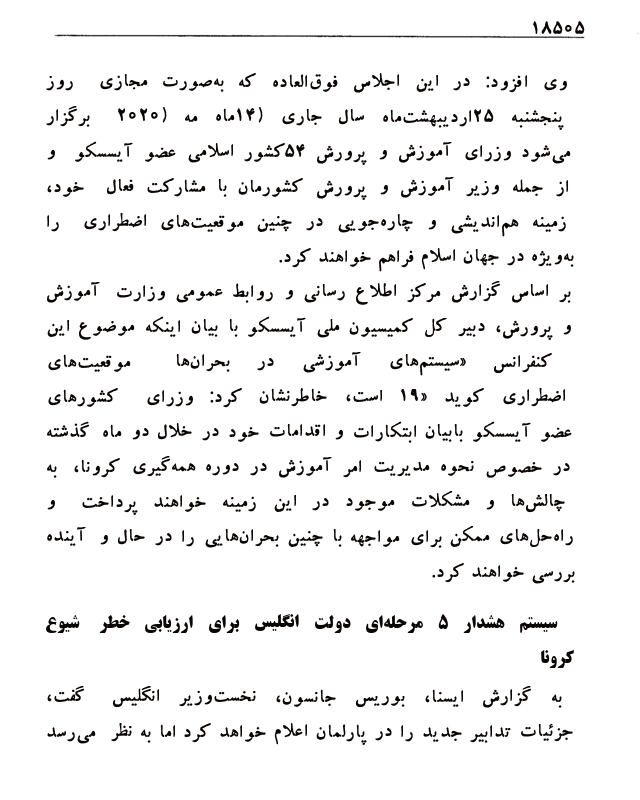 ۱۸۵۰۵
وی افزود: در این اجلاس فوق‌العاده که به‌صورت مجازی روز
پنجشنبه ۲۵اردیبهشت‌ماه سال جاری (۱۴ماه مه (۲۰۲۰ برگزار
می‌شود وزرای آموزش و پرورش ۵۴کشور اسلامی عضو آیسسکو و
از جمله وزیر آموزش و پرورش کشورمان با مشارکت فعال خود،
زمینه هم‌اندیشی و چاره‌جویی در چنین موقعیت‌های اضطراری را
به‌ویژه در جهان اسلام فراهم خواهند کرد.
بر اساس گزارش مرکز اطلاع رسانی و روابط عمومی وزارت آموزش
و پرورش، دبیر کل کمیسیون ملی آیسسکو با بیان اینکه موضوع این
کنفرانس «سیستم‌های آموزشی در بحران‌ها موقعیت‌های
اضطراری کوید «۱۹ است، خاطرنشان کرد: وزرای کشورهای
عضو آیسسکو بابیان ابتکارات و اقدامات خود در خلال دو ماه گذشته
در خصوص نحوه مدیریت امر آموزش در دوره همه‌گیری کرونا، به
چالش‌ها و مشکلات موجود در این زمینه خواهند پرداخت و
راه‌حل‌های ممکن برای مواجهه با چنین بحران‌هایی را در حال و آینده
بررسی خواهند کرد.
سیستم هشدار ۵ مرحله‌ای دولت انگلیس برای ارزیابی خطر شیوع
کرونا
به گزارش ایسنا، بوریس جانسون، نخست‌وزیر انگلیس گفت،
جزئیات تدابیر جدید را در پارلمان اعلام خواهد کرد اما به نظر می‌رسد